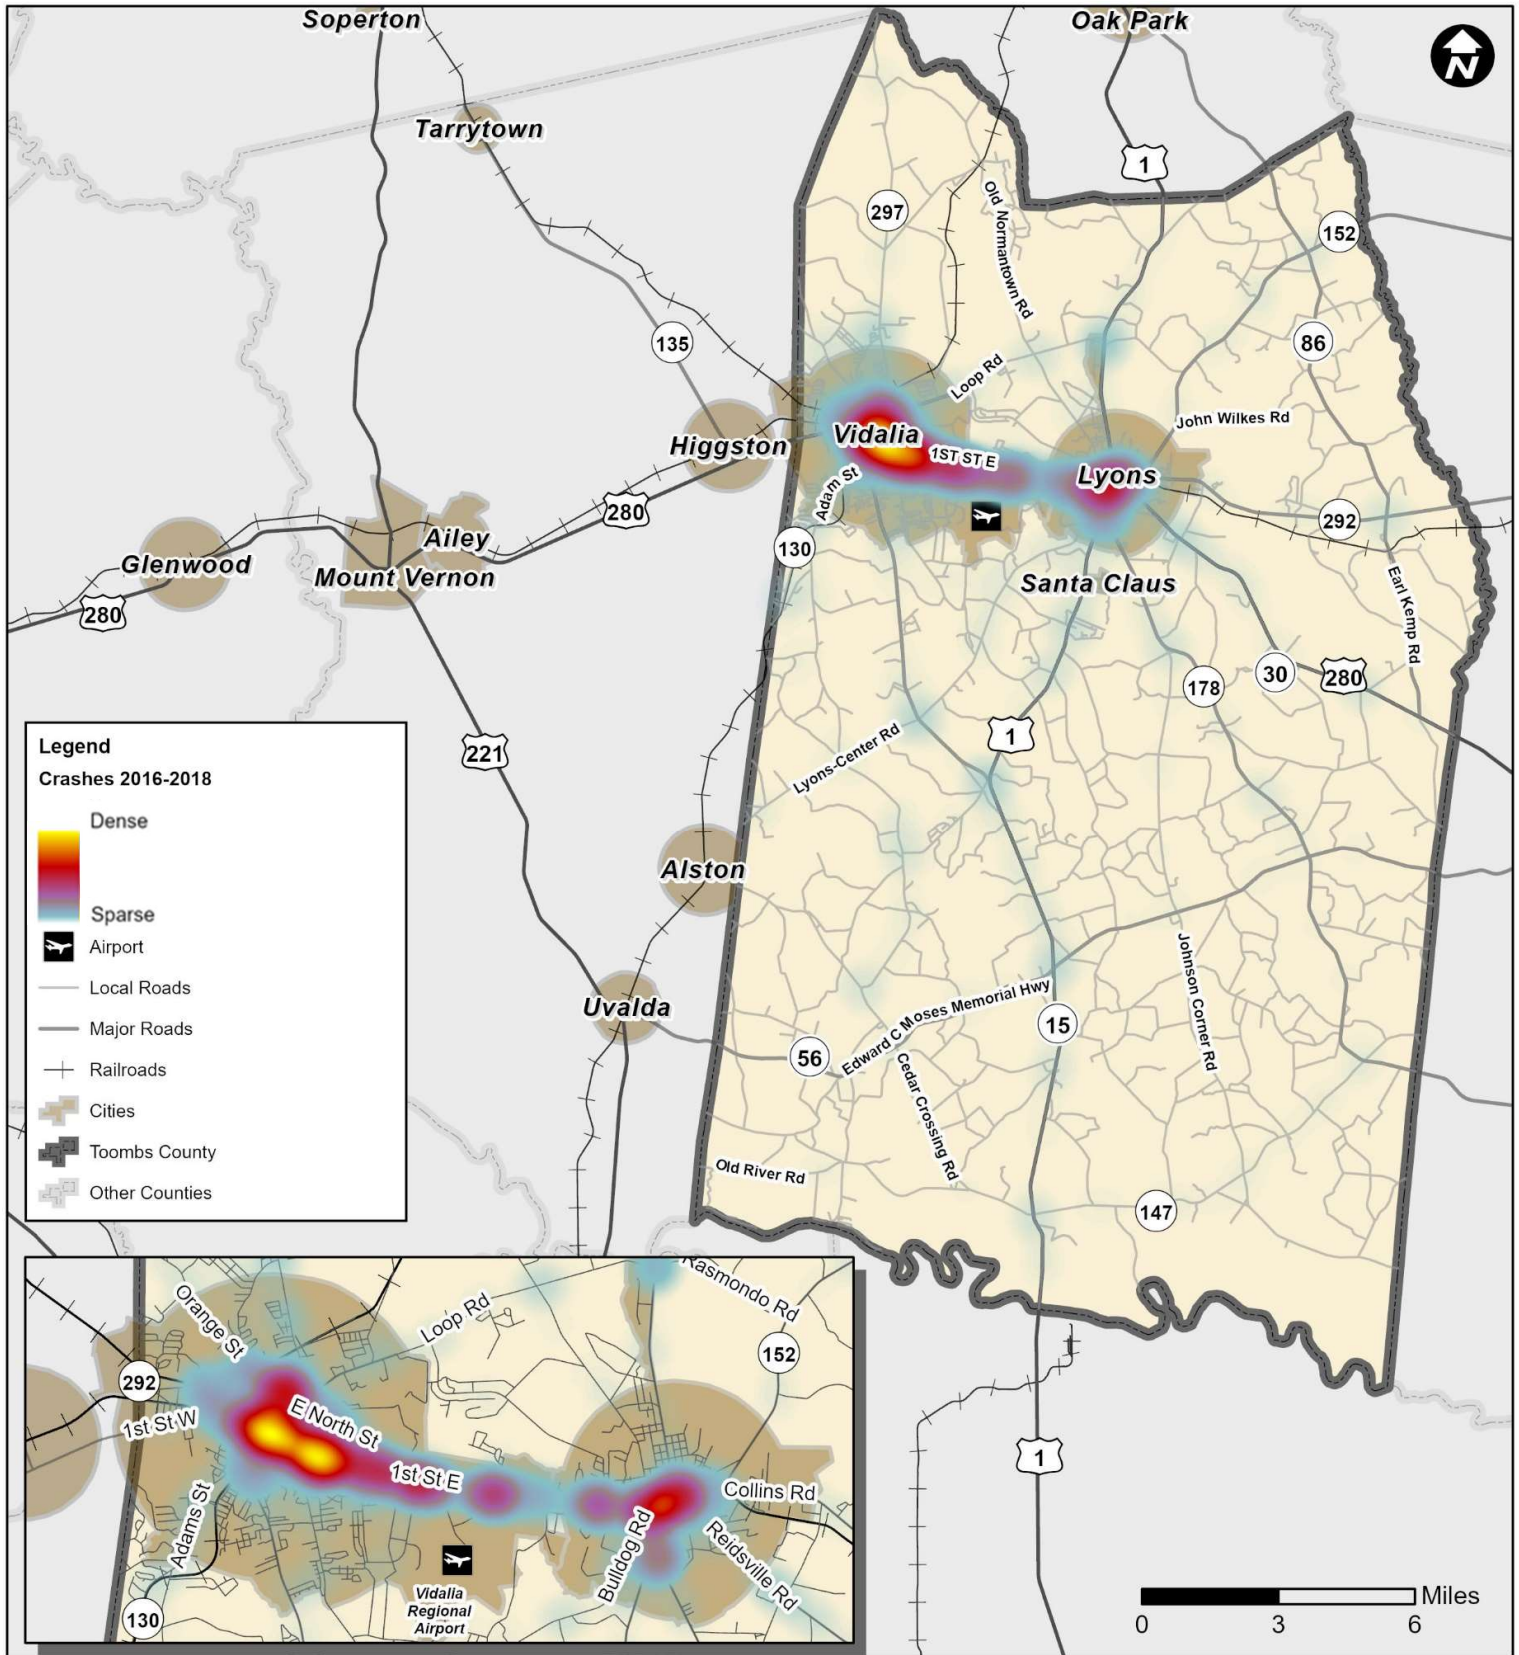 Soperton
Oak Park
N
Tarrytown
1
297
Old Normantown Rd
152
135
86
Loop Rd
John Wilkes Rd
Higgston
Vidalia
1ST ST E
Lyons
Adam St
280
292
130
Ailey
Glenwood
Mount Vernon
Santa Claus
280
Earl Kemp Rd
178
30
280
221
1
Lyons-Center Rd
Legend
Crashes 2016-2018
Dense
Sparse
Airport
Local Roads
Major Roads
Railroads
Cities
Toombs County
Other Counties
Alston
Uvalda
Johnson Corner Rd
Edward C Moses Memorial Hwy
15
56
Cedar Crossing Rd
Old River Rd
147
Orange St
Loop Rd
Rasmondo Rd
152
292
1st St W
E North St
1st St E
Collins Rd
Adams St
Bulldog Rd
Reidsville Rd
Vidalia
Regional
Airport
130
1
Miles
0 3 6